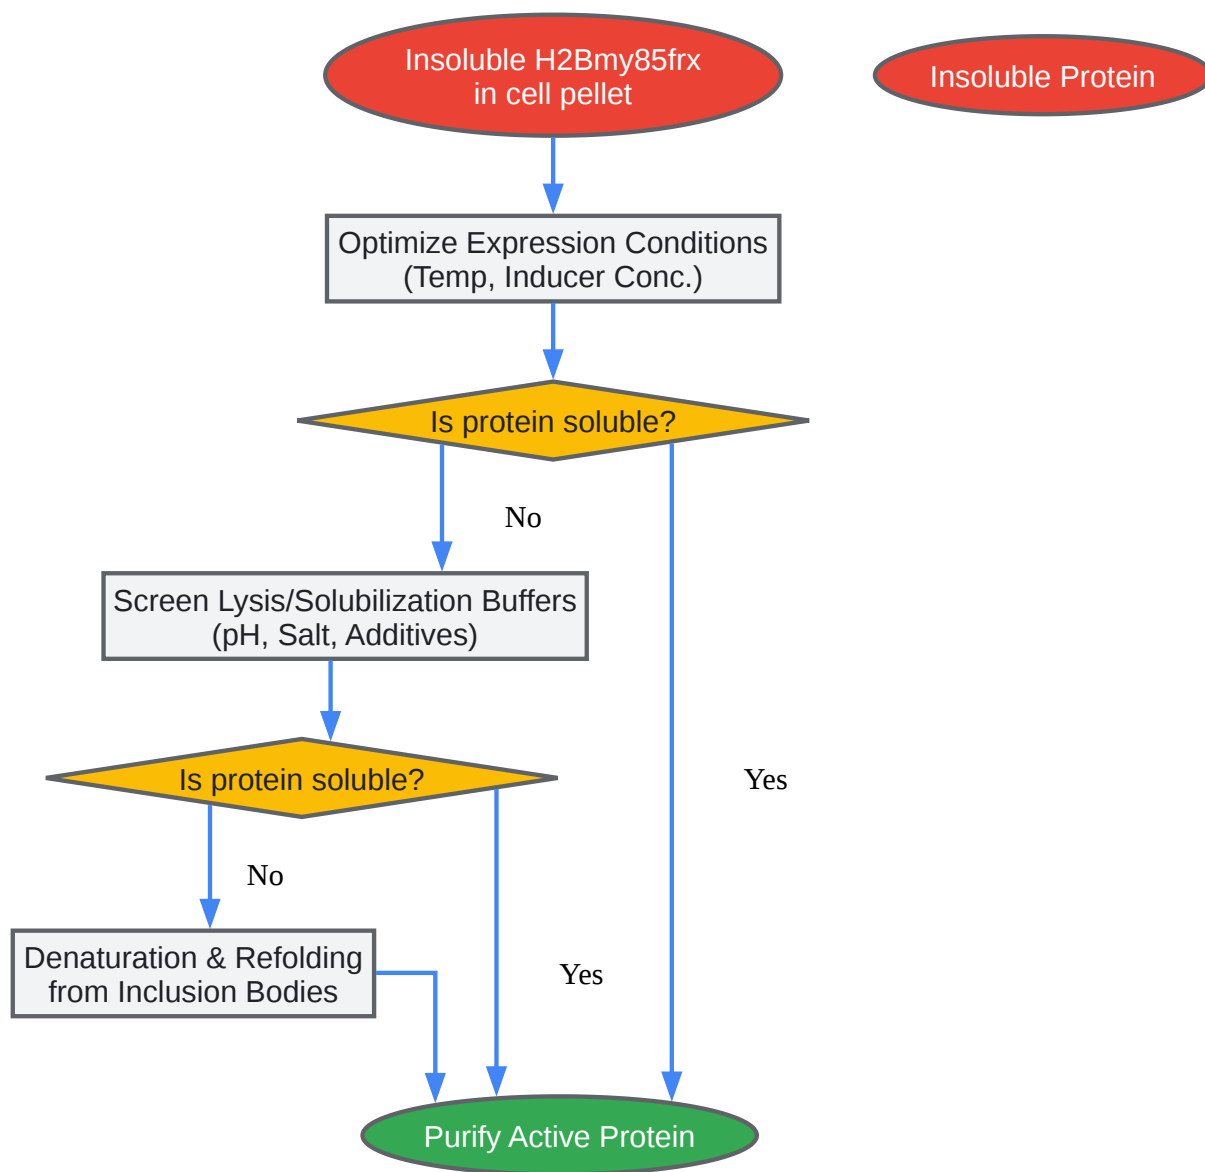 Insoluble H2Bmy85frx
in cell pellet
Insoluble Protein
Optimize Expression Conditions
(Temp, Inducer Conc.)
Is protein soluble?
No
Screen Lysis/Solubilization Buffers
(pH, Salt, Additives)
Is protein soluble?
Yes
No
Denaturation & Refolding
from Inclusion Bodies
Yes
Purify Active Protein